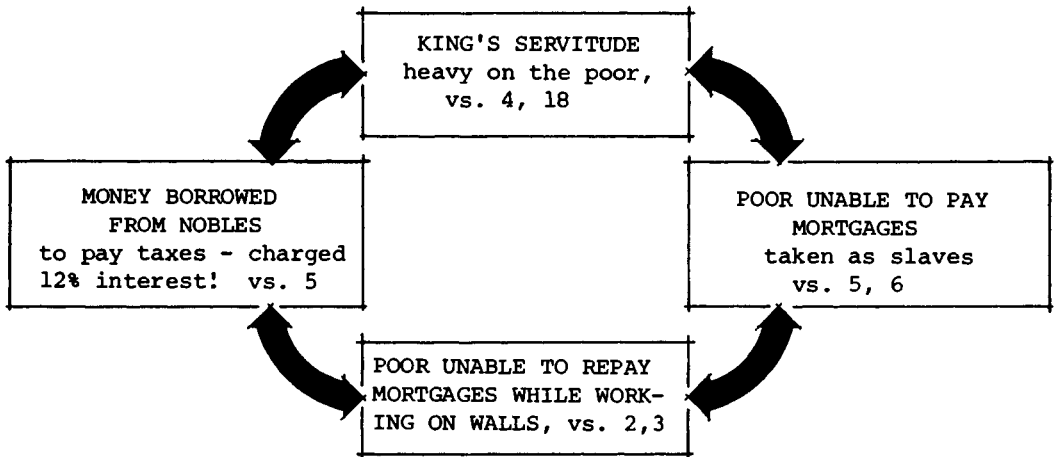 KING'S SERVITUDE
heavy on the poor,
vs. 4, 18
MONEY BORROWED
FROM NOBLES
to pay taxes - charged
12% interest! vs. 5
POOR UNABLE TO PAY
MORTGAGES
taken as slaves
vs. 5, 6
POOR UNABLE TO REPAY
MORTGAGES WHILE WORK-
ING ON WALLS, vs. 2,3